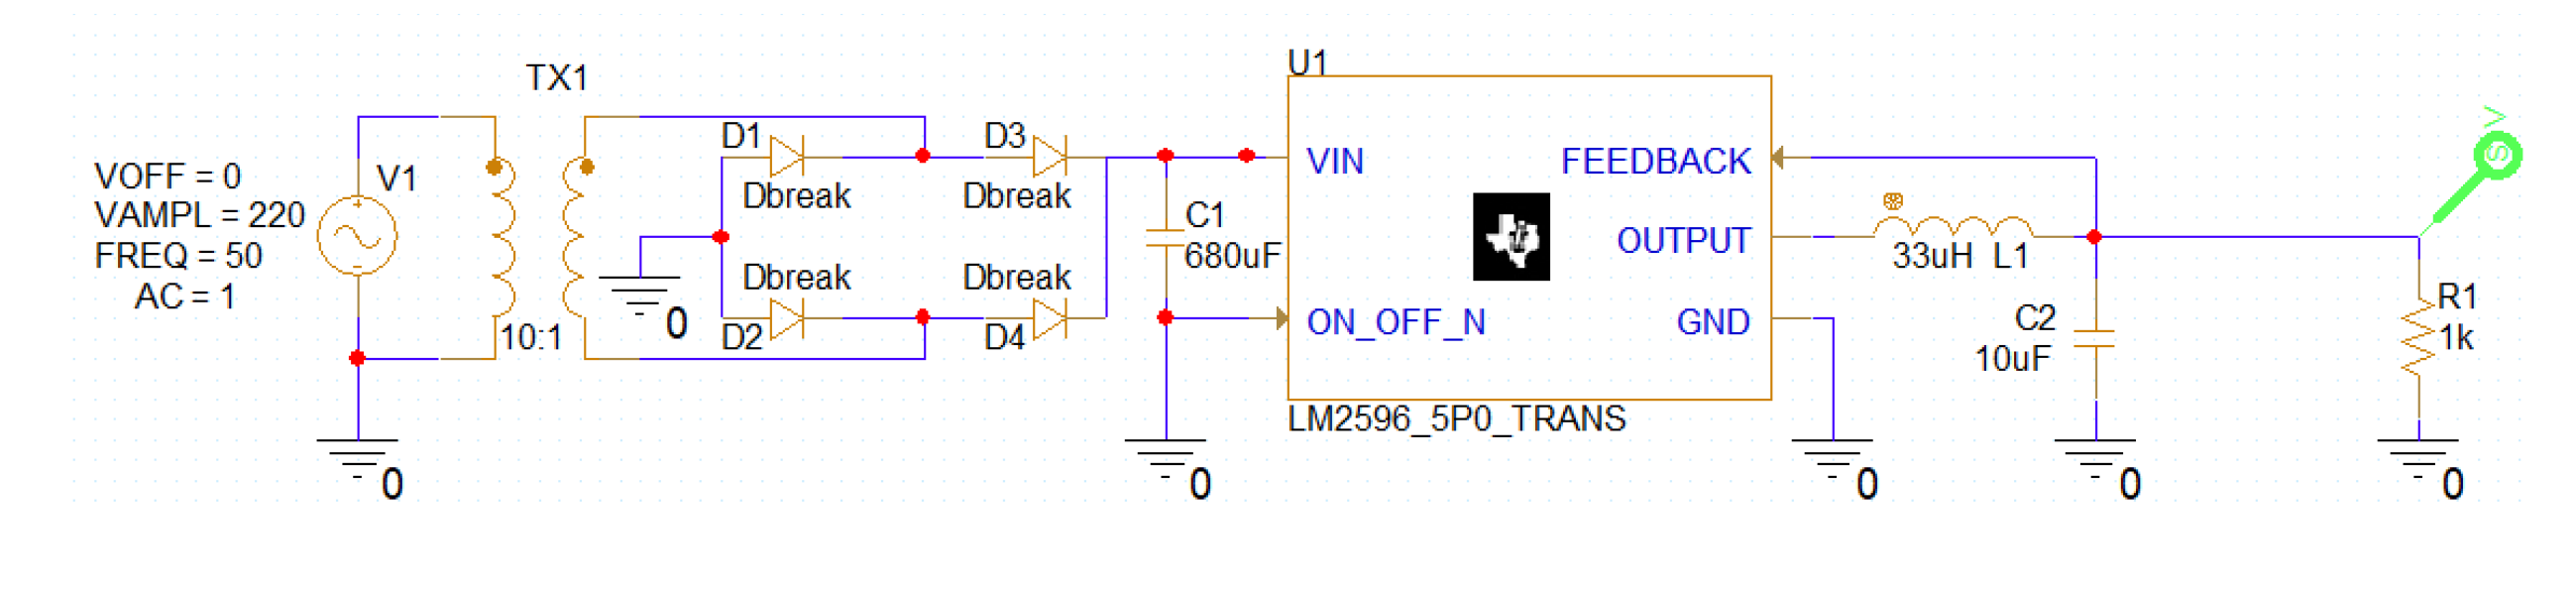 TX1
VOFF = 0
VAMPL = 220
FREQ = 50
AC = 1
V1
10:1
0
D1
Dbreak
D3
Dbreak
Dbreak
D2
Dbreak
D4
0
C1
680uF
0
U1
VIN
FEEDBACK
OUTPUT
ON_OFF_N
GND
LM2596_5P0_TRANS
0
33uH L1
C2
10uF
0
V
S
R1
1k
0